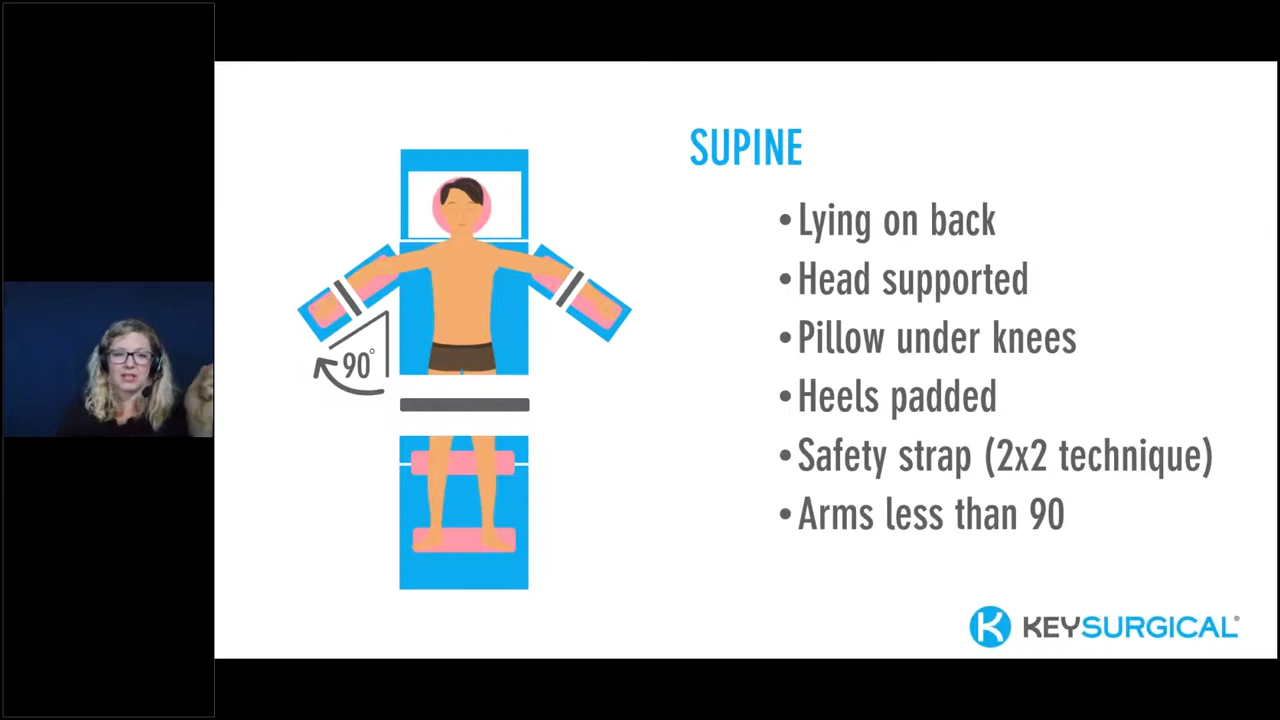 SUPINE
• Lying on back
• Head supported
• Pillow under knees
• Heels padded
• Safety strap (2x2 technique)
• Arms less than 90
90°
K KEYSURGICAL®